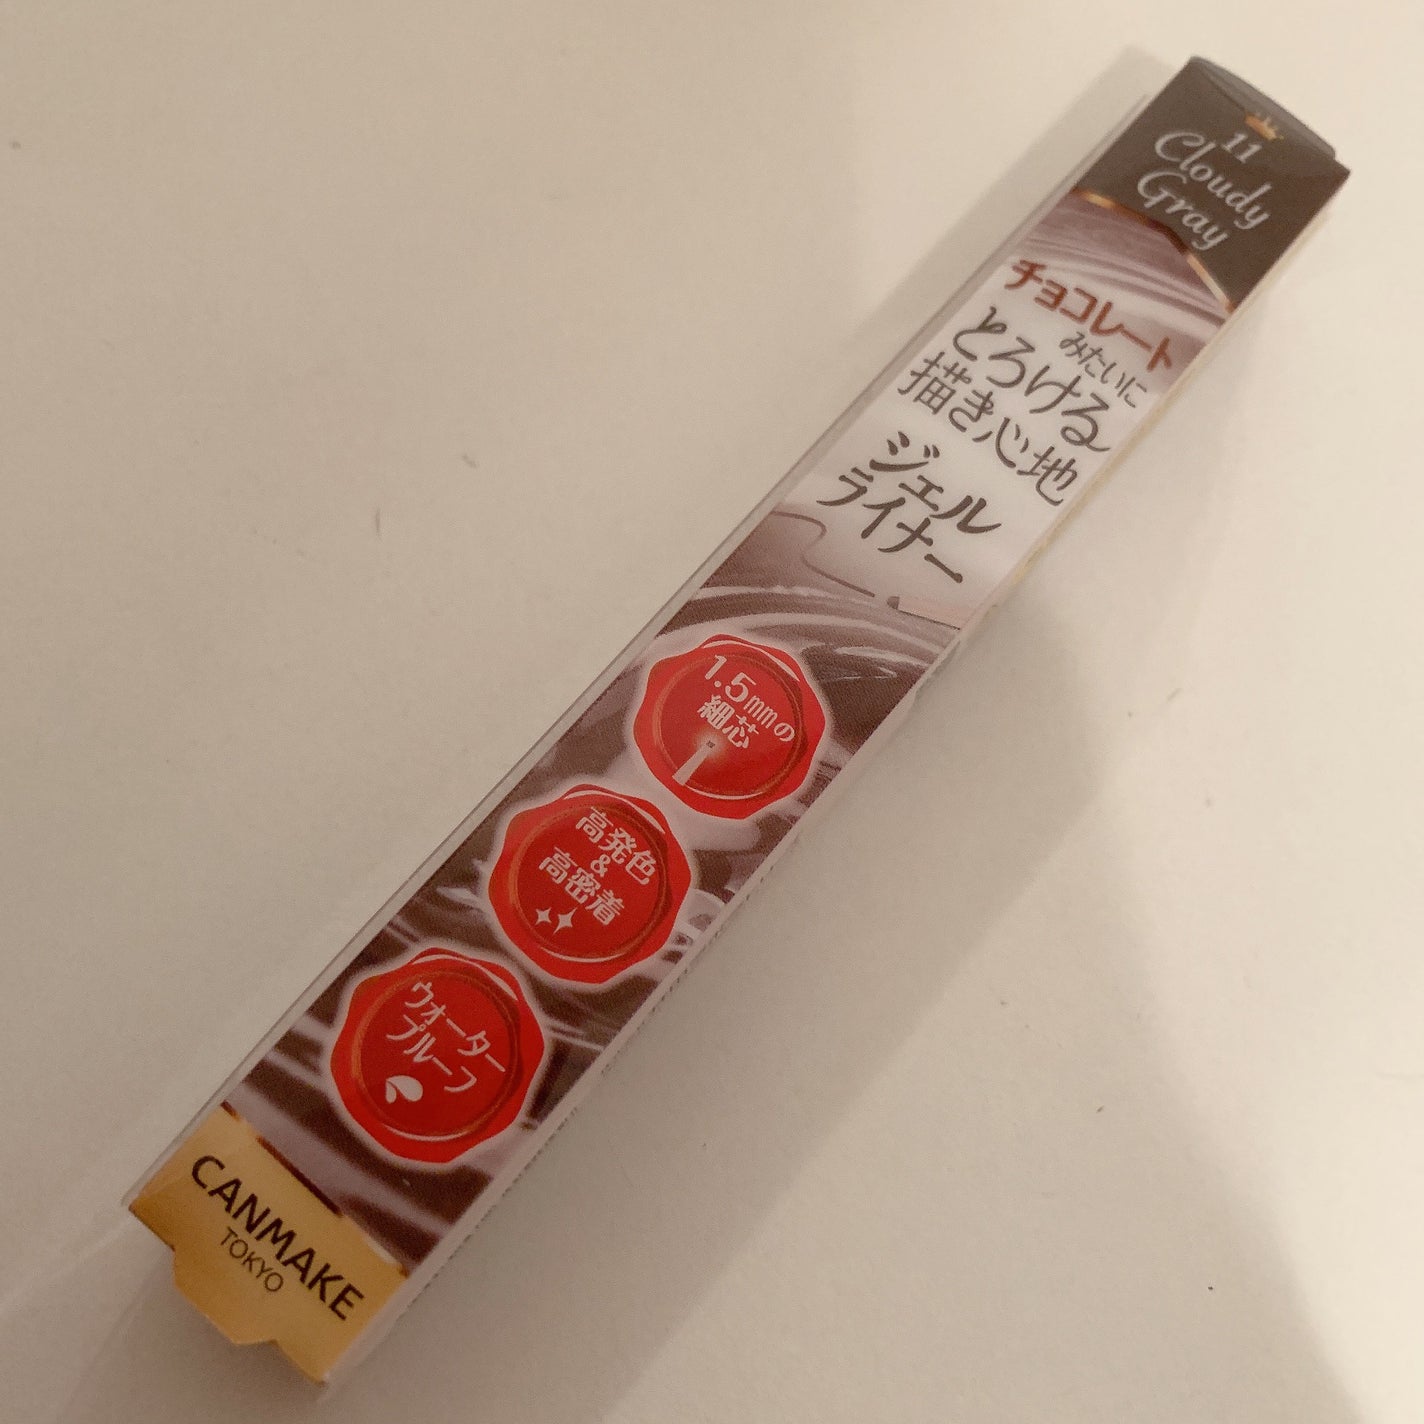 11
Cloudy
Gray
チョコレート
みたいに
とろける
描き心地
ジェル
ライナー
1.5mmの
細芯
高発色
&
高密着
ウォーター
プルーフ
CANMAKE
TOKYO